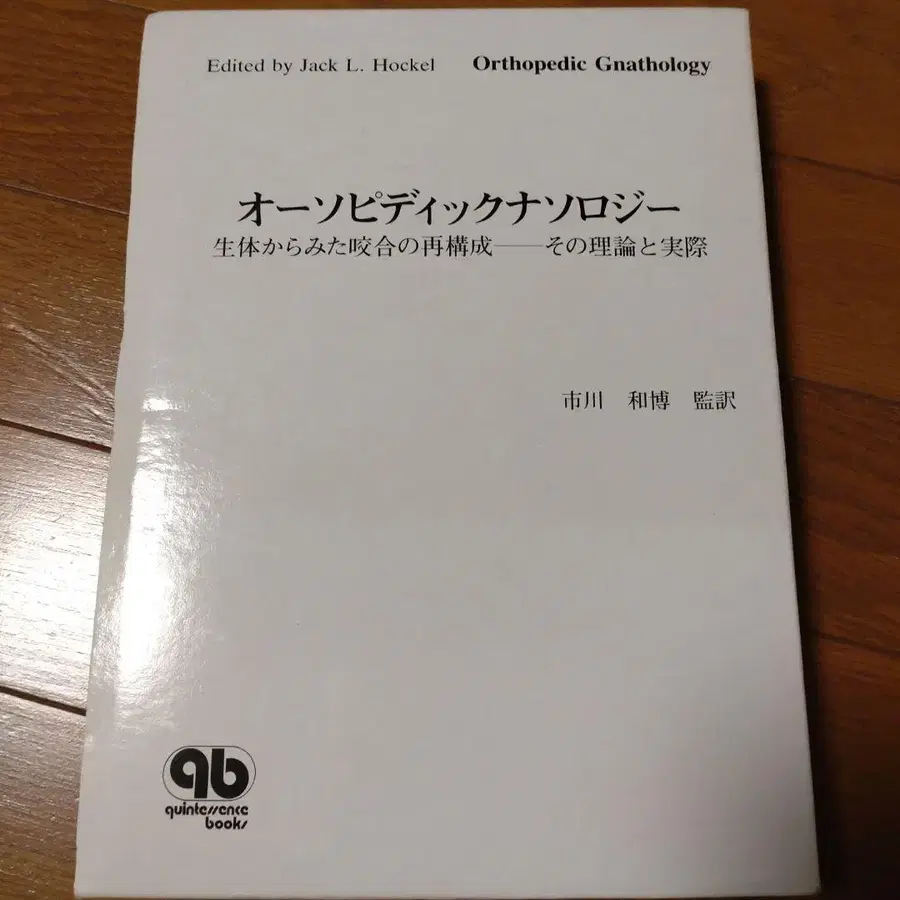 Edited by Jack L. Hockel Orthopedic Gnathology
オーソピディックナソロジー
生体からみた咬合の再構成──その理論と実際
市川 和博 監訳
qb
quintessence
books